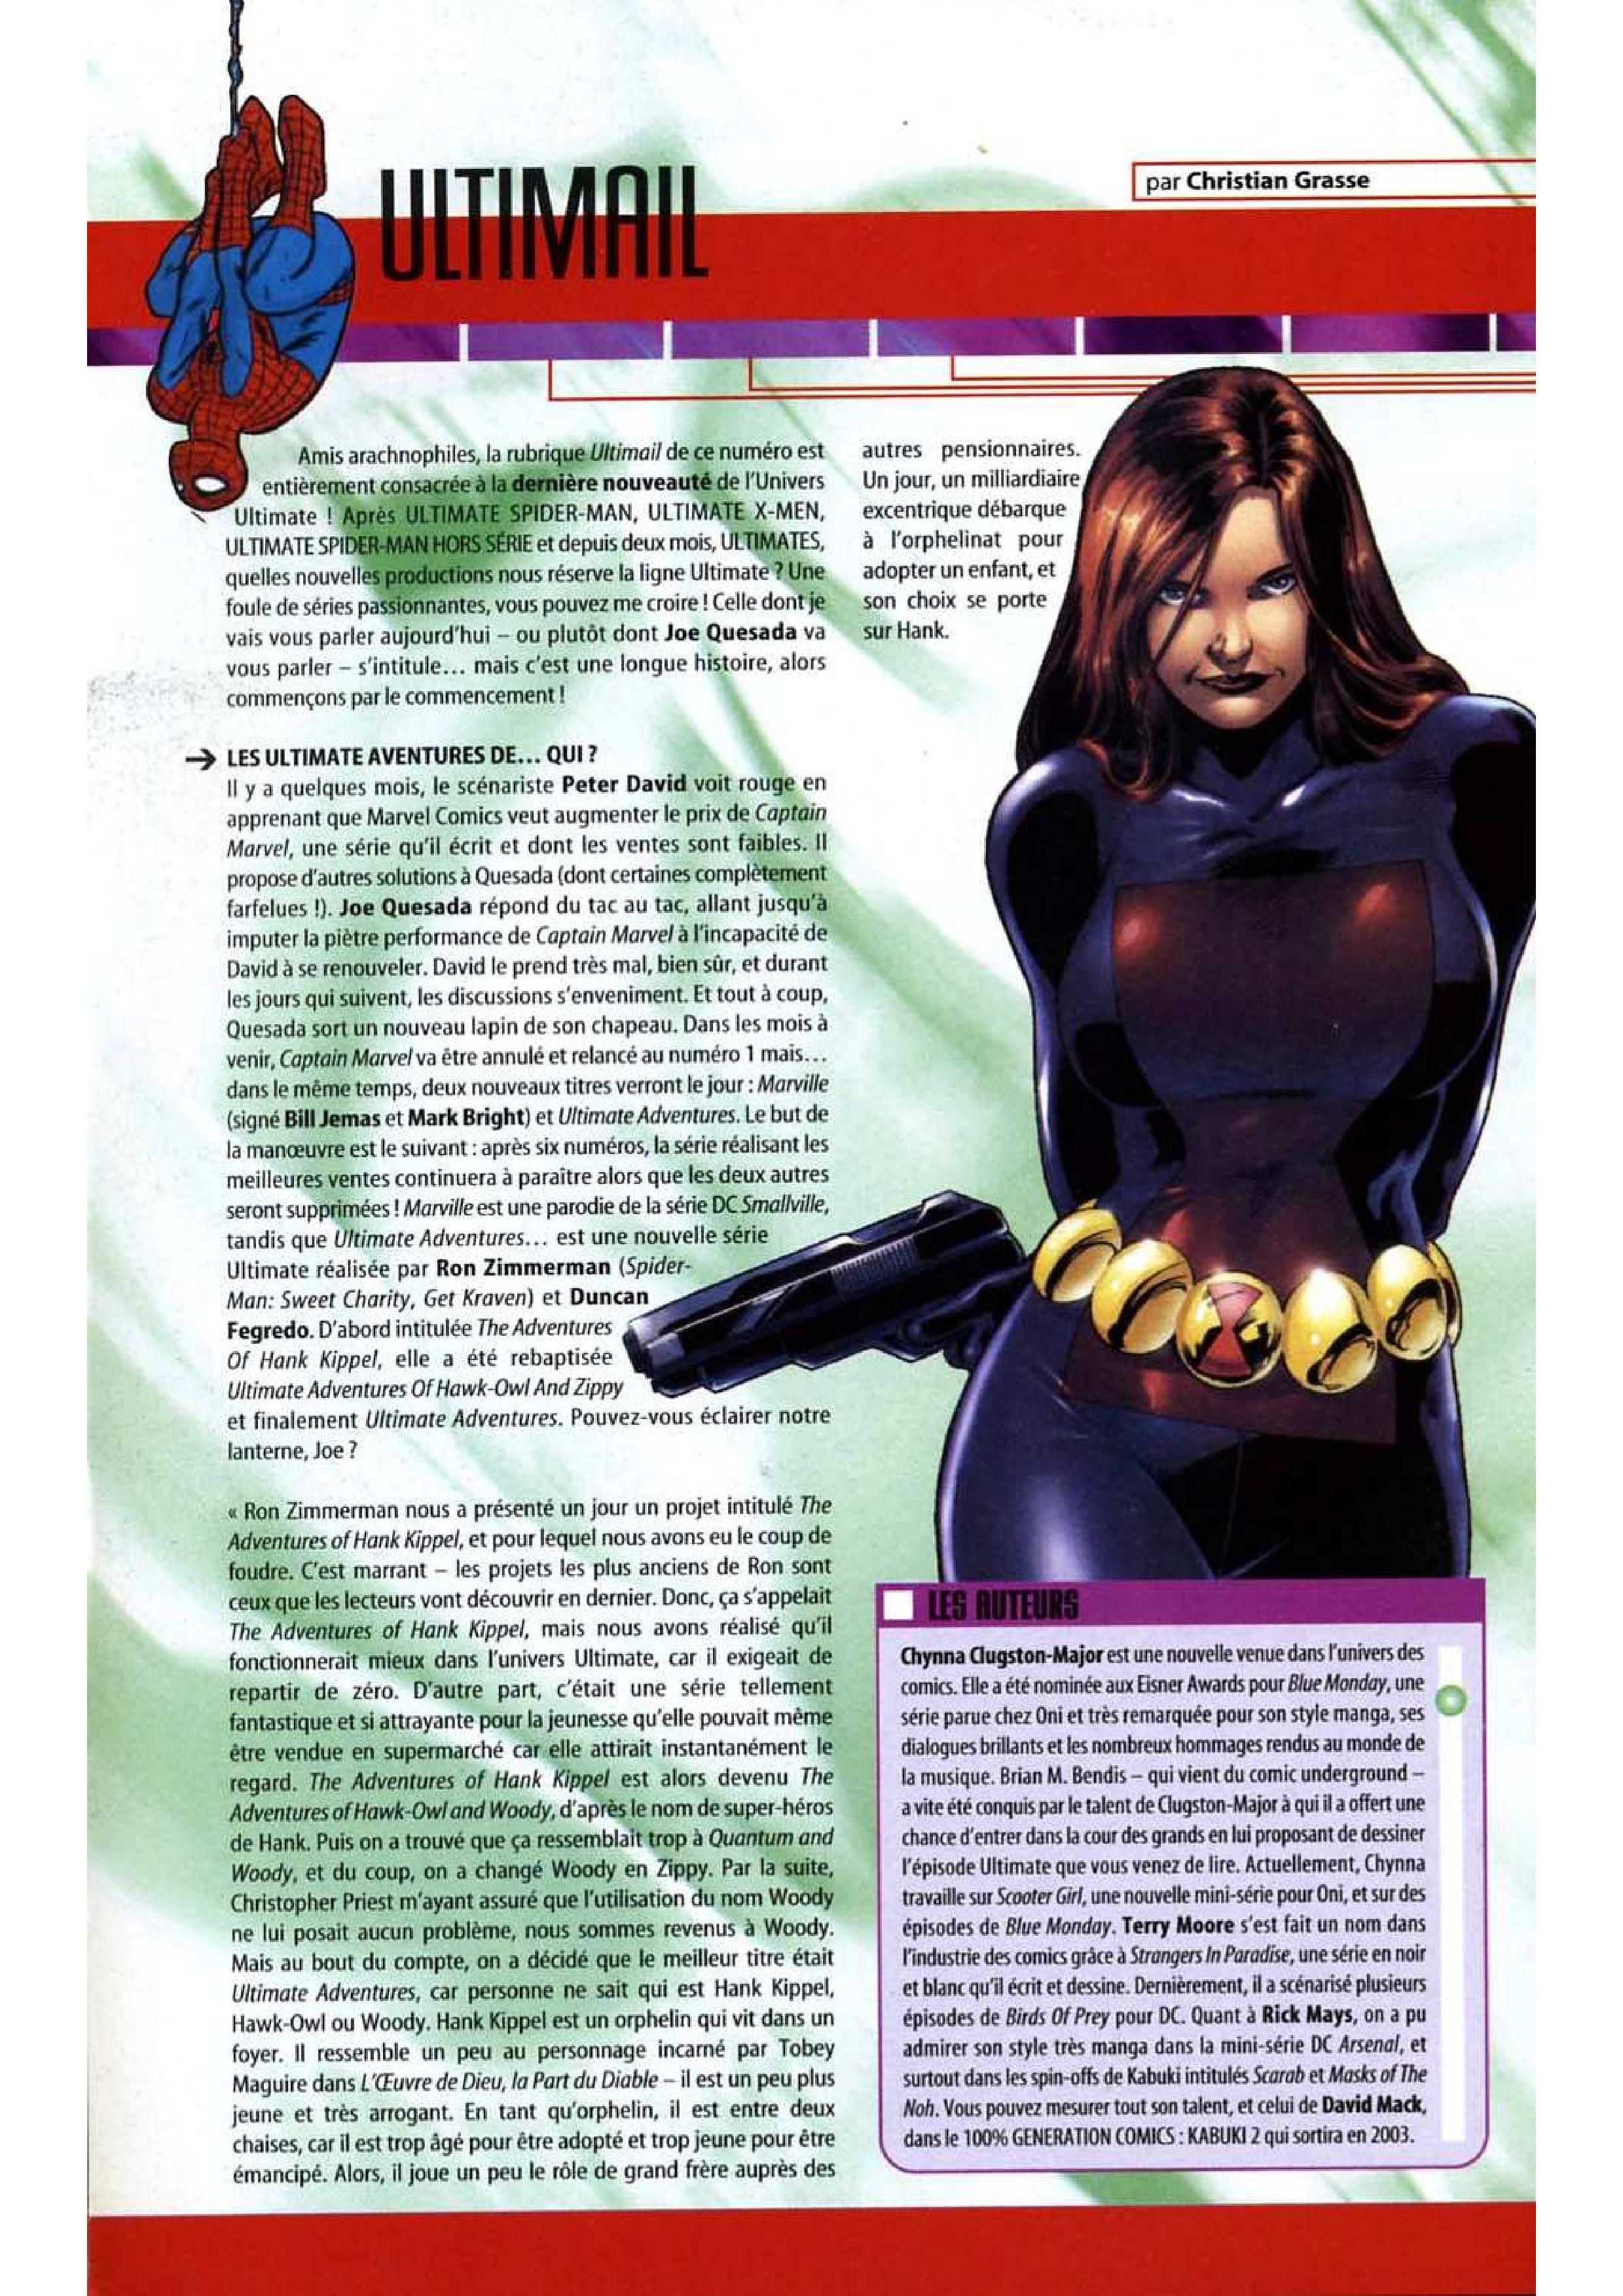 ULTIMAIL
par Christian Grasse
Amis arachnophiles, la rubrique Ultimail de ce numéro est
entièrement consacrée à la dernière nouveauté de l'Univers
Ultimate ! Après ULTIMATE SPIDER-MAN, ULTIMATE X-MEN,
ULTIMATE SPIDER-MAN HORS SÉRIE et depuis deux mois, ULTIMATES,
quelles nouvelles productions nous réserve la ligne Ultimate ? Une
foule de séries passionnantes, vous pouvez me croire ! Celle dont je
vais vous parler aujourd'hui – ou plutôt dont Joe Quesada va
vous parler – s'intitule... mais c'est une longue histoire, alors
commençons par le commencement !
→ LES ULTIMATE AVENTURES DE... QUI ?
Il y a quelques mois, le scénariste Peter David voit rouge en
apprenant que Marvel Comics veut augmenter le prix de Captain
Marvel, une série qu'il écrit et dont les ventes sont faibles. Il
propose d'autres solutions à Quesada (dont certaines complètement
farfelues !). Joe Quesada répond du tac au tac, allant jusqu'à
imputer la piètre performance de Captain Marvel à l'incapacité de
David à se renouveler. David le prend très mal, bien sûr, et durant
les jours qui suivent, les discussions s'enveniment. Et tout à coup,
Quesada sort un nouveau lapin de son chapeau. Dans les mois à
venir, Captain Marvel va être annulé et relancé au numéro 1 mais...
dans le même temps, deux nouveaux titres verront le jour : Marville
(signé Bill Jemas et Mark Bright) et Ultimate Adventures. Le but de
la manœuvre est le suivant : après six numéros, la série réalisant les
meilleures ventes continuera à paraître alors que les deux autres
seront supprimées ! Marville est une parodie de la série DC Smallville,
tandis que Ultimate Adventures... est une nouvelle série
Ultimate réalisée par Ron Zimmerman (Spider-
Man: Sweet Charity, Get Kraven) et Duncan
Fegredo. D'abord intitulée The Adventures
Of Hank Kippel, elle a été rebaptisée
Ultimate Adventures Of Hawk-Owl And Zippy
et finalement Ultimate Adventures. Pouvez-vous éclairer notre
lanterne, Joe ?
« Ron Zimmerman nous a présenté un jour un projet intitulé The
Adventures of Hank Kippel, et pour lequel nous avons eu le coup de
foudre. C'est marrant – les projets les plus anciens de Ron sont
ceux que les lecteurs vont découvrir en dernier. Donc, ça s'appelait
The Adventures of Hank Kippel, mais nous avons réalisé qu'il
fonctionnerait mieux dans l'univers Ultimate, car il exigeait de
repartir de zéro. D'autre part, c'était une série tellement
fantastique et si attrayante pour la jeunesse qu'elle pouvait même
être vendue en supermarché car elle attirait instantanément le
regard. The Adventures of Hank Kippel est alors devenu The
Adventures of Hawk-Owl and Woody, d'après le nom de super-héros
de Hank. Puis on a trouvé que ça ressemblait trop à Quantum and
Woody, et du coup, on a changé Woody en Zippy. Par la suite,
Christopher Priest m'ayant assuré que l'utilisation du nom Woody
ne lui posait aucun problème, nous sommes revenus à Woody.
Mais au bout du compte, on a décidé que le meilleur titre était
Ultimate Adventures, car personne ne sait qui est Hank Kippel,
Hawk-Owl ou Woody. Hank Kippel est un orphelin qui vit dans un
foyer. Il ressemble un peu au personnage incarné par Tobey
Maguire dans L'Œuvre de Dieu, la Part du Diable – il est un peu plus
jeune et très arrogant. En tant qu'orphelin, il est entre deux
chaises, car il est trop âgé pour être adopté et trop jeune pour être
émancipé. Alors, il joue un peu le rôle de grand frère auprès des
autres pensionnaires.
Un jour, un milliardiaire
excentrique débarque
à l'orphelinat pour
adopter un enfant, et
son choix se porte
sur Hank.
LES AUTEURS
Chynna Clugston-Major est une nouvelle venue dans l'univers des
comics. Elle a été nominée aux Eisner Awards pour Blue Monday, une
série parue chez Oni et très remarquée pour son style manga, ses
dialogues brillants et les nombreux hommages rendus au monde de
la musique. Brian M. Bendis – qui vient du comic underground –
a vite été conquis par le talent de Clugston-Major à qui il a offert une
chance d'entrer dans la cour des grands en lui proposant de dessiner
l'épisode Ultimate que vous venez de lire. Actuellement, Chynna
travaille sur Scooter Girl, une nouvelle mini-série pour Oni, et sur des
épisodes de Blue Monday. Terry Moore s'est fait un nom dans
l'industrie des comics grâce à Strangers In Paradise, une série en noir
et blanc qu'il écrit et dessine. Dernièrement, il a scénarisé plusieurs
épisodes de Birds Of Prey pour DC. Quant à Rick Mays, on a pu
admirer son style très manga dans la mini-série DC Arsenal, et
surtout dans les spin-offs de Kabuki intitulés Scarab et Masks of The
Noh. Vous pouvez mesurer tout son talent, et celui de David Mack,
dans le 100% GENERATION COMICS : KABUKI 2 qui sortira en 2003.